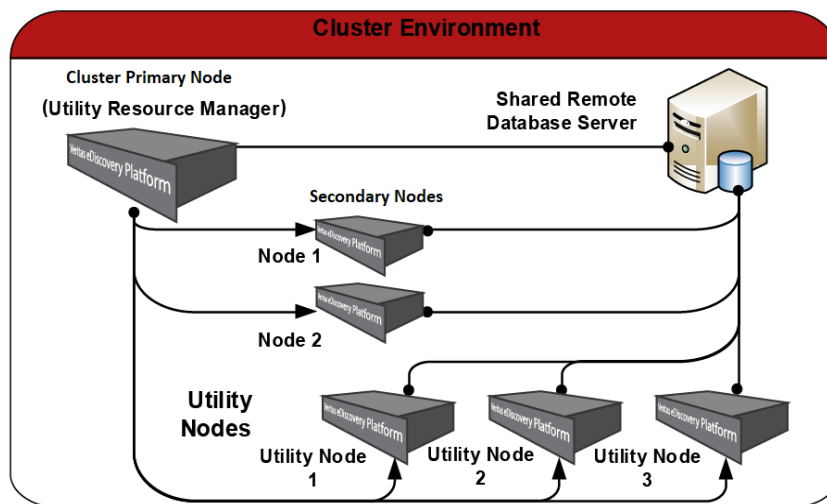 Cluster Environment
Cluster Primary Node
(Utility Resource Manager)
Shared Remote
Database Server
Veritas eDiscovery Platform
Secondary Nodes
Veritas eDiscovery Platform
Node 1
Veritas eDiscovery Platform
Node 2
Utility
Nodes
Veritas eDiscovery Platform
Veritas eDiscovery Platform
Veritas eDiscovery Platform
Utility Node
1
Utility Node
2
Utility Node
3